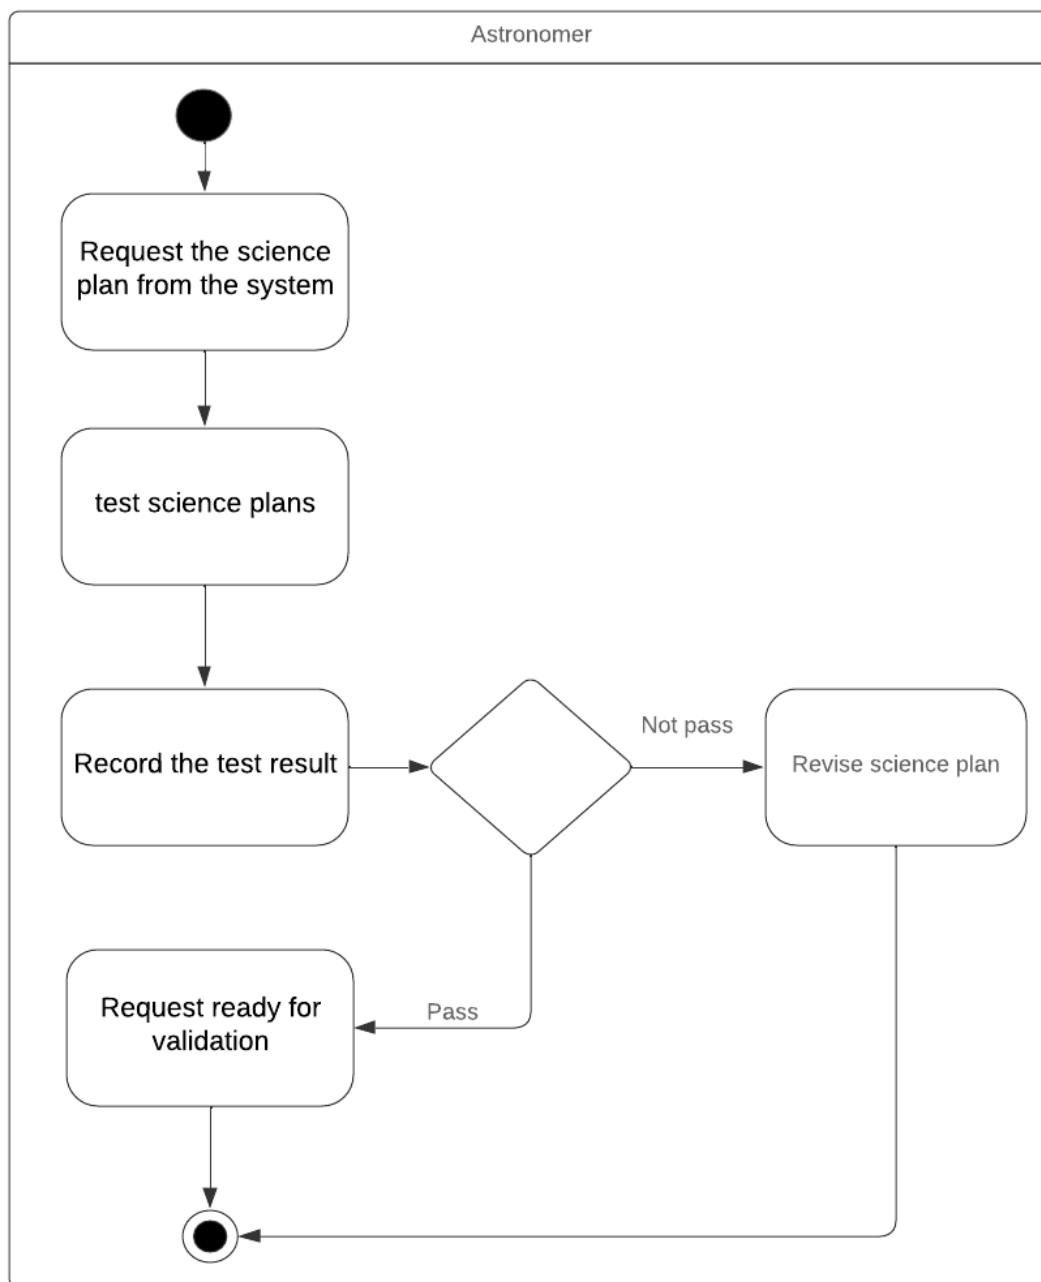 Astronomer
Request the science
plan from the system
test science plans
Record the test result
Not pass
Revise science plan
Request ready for
validation
Pass